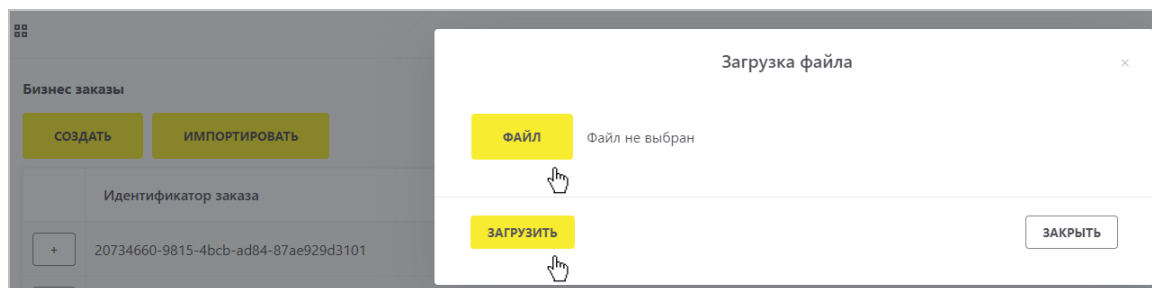 Загрузка файла
×
Бизнес заказы
СОЗДАТЬ ИМПОРТИРОВАТЬ
ФАЙЛ Файл не выбран
Идентификатор заказа
ЗАГРУЗИТЬ ЗАКРЫТЬ
+ 20734660-9815-4bcb-ad84-87ae929d3101